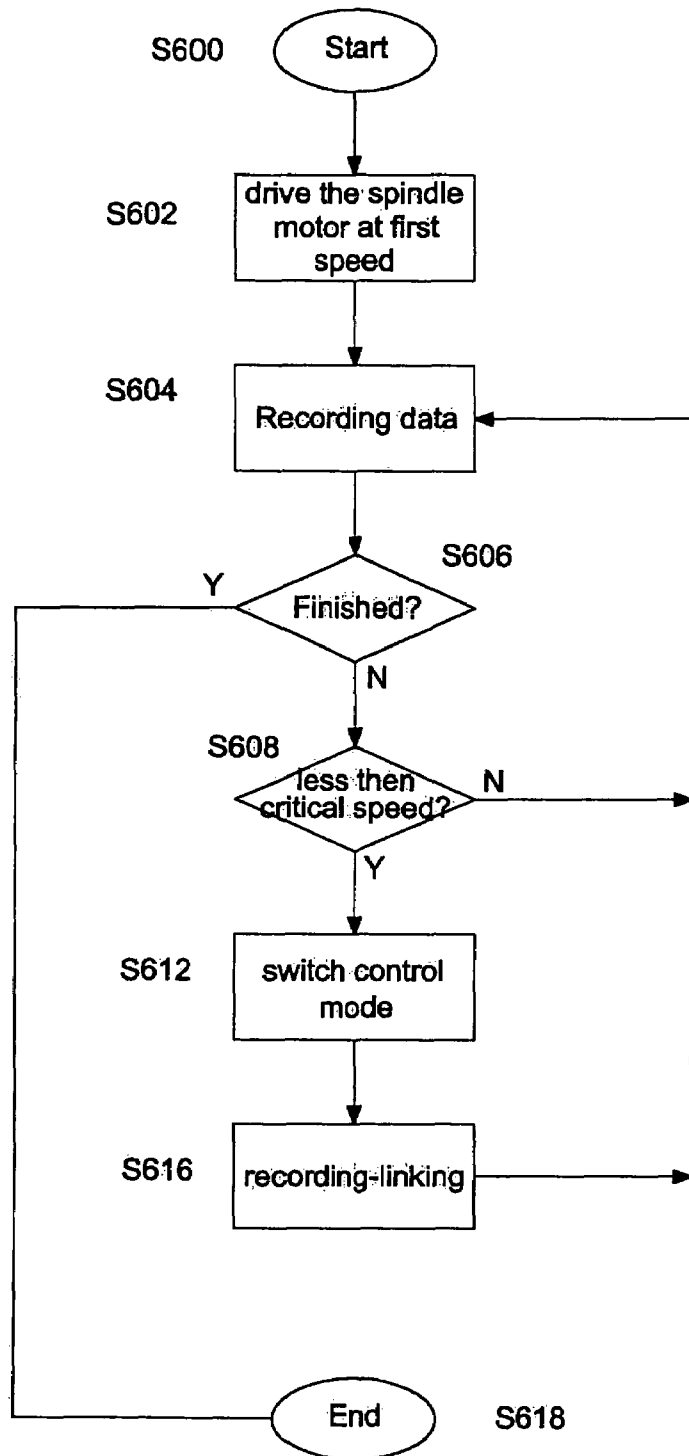 S600
Start
S602
drive the spindle
motor at first
speed
S604
Recording data
S606
Y
Finished?
N
S608
less then
critical speed?
N
Y
S612
switch control
mode
S616
recording-linking
End
S618